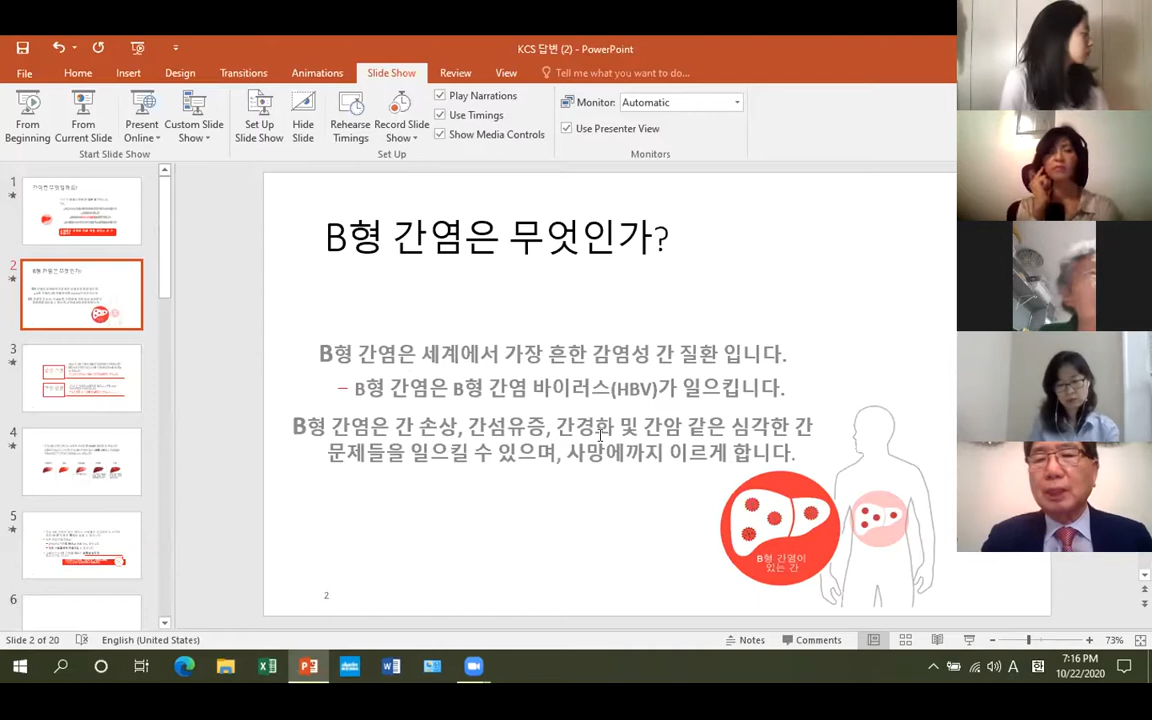 KCS 답변 (2) - PowerPoint
File Home Insert Design Transitions Animations Slide Show Review View Tell me what you want to do...
From Beginning
From Current Slide
Present Online
Custom Slide Show
Set Up Slide Show
Hide Slide
Rehearse Timings
Record Slide Show
Play Narrations
Use Timings
Show Media Controls
Monitor: Automatic
Use Presenter View
Start Slide Show
Set Up
Monitors
1
2
3
4
5
6
B형 간염은 무엇인가?
B형 간염은 세계에서 가장 흔한 감염성 간 질환 입니다.
– B형 간염은 B형 간염 바이러스(HBV)가 일으킵니다.
B형 간염은 간 손상, 간섬유증, 간경화 및 간암 같은 심각한 간
문제들을 일으킬 수 있으며, 사망에까지 이르게 합니다.
B형 간염이
있는 간
2
Slide 2 of 20 English (United States) Notes Comments 73%
A 한 7:16 PM
10/22/2020